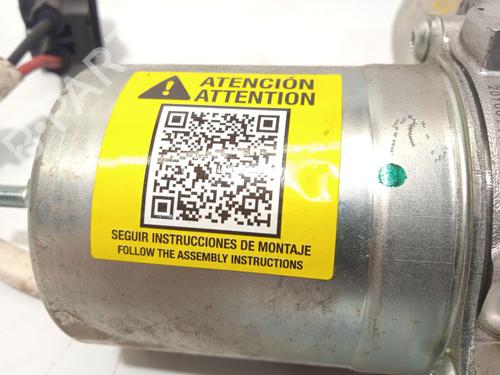 ATENCIÓN
ATTENTION
SEGUIR INSTRUCCIONES DE MONTAJE
FOLLOW THE ASSEMBLY INSTRUCTIONS